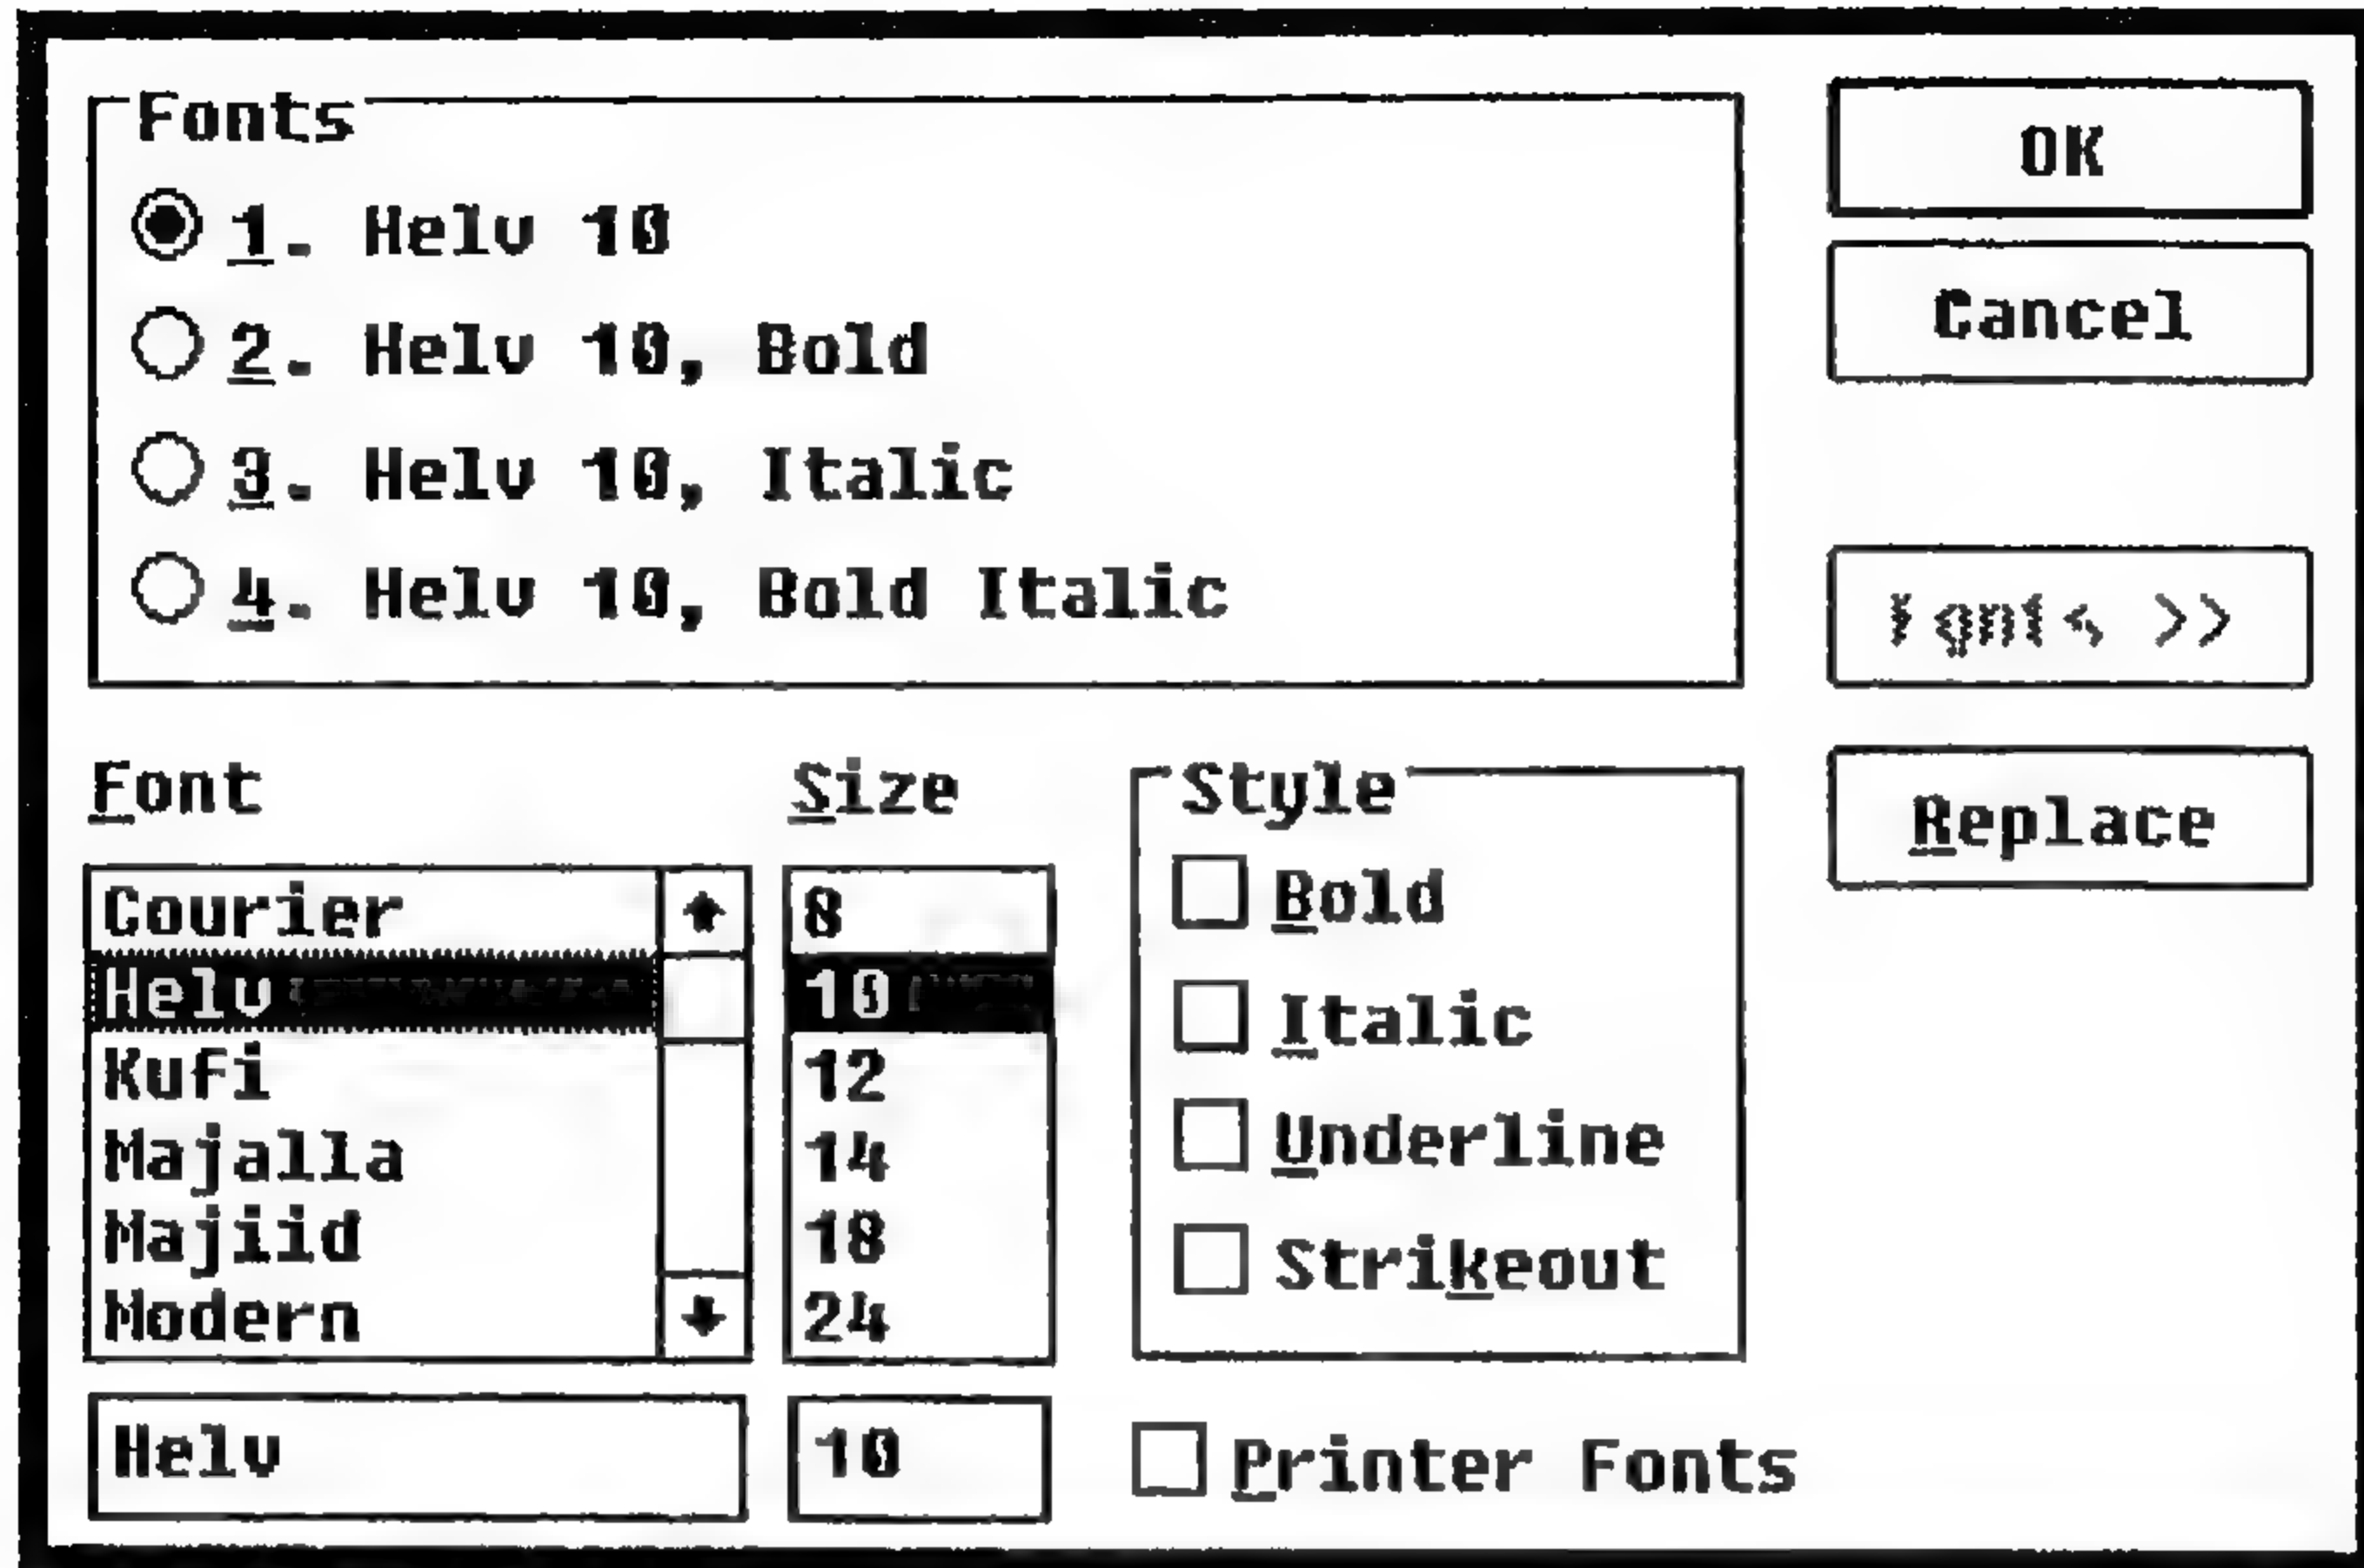 Fonts
1. Helv 10
2. Helv 10, Bold
3. Helv 10, Italic
4. Helv 10, Bold Italic
OK
Cancel
Fonts >>
Replace
Font
Courier
Helv
Kufi
Majalla
Majiid
Modern
Helv
Size
8
10
12
14
18
24
10
Style
Bold
Italic
Underline
Strikeout
Printer Fonts